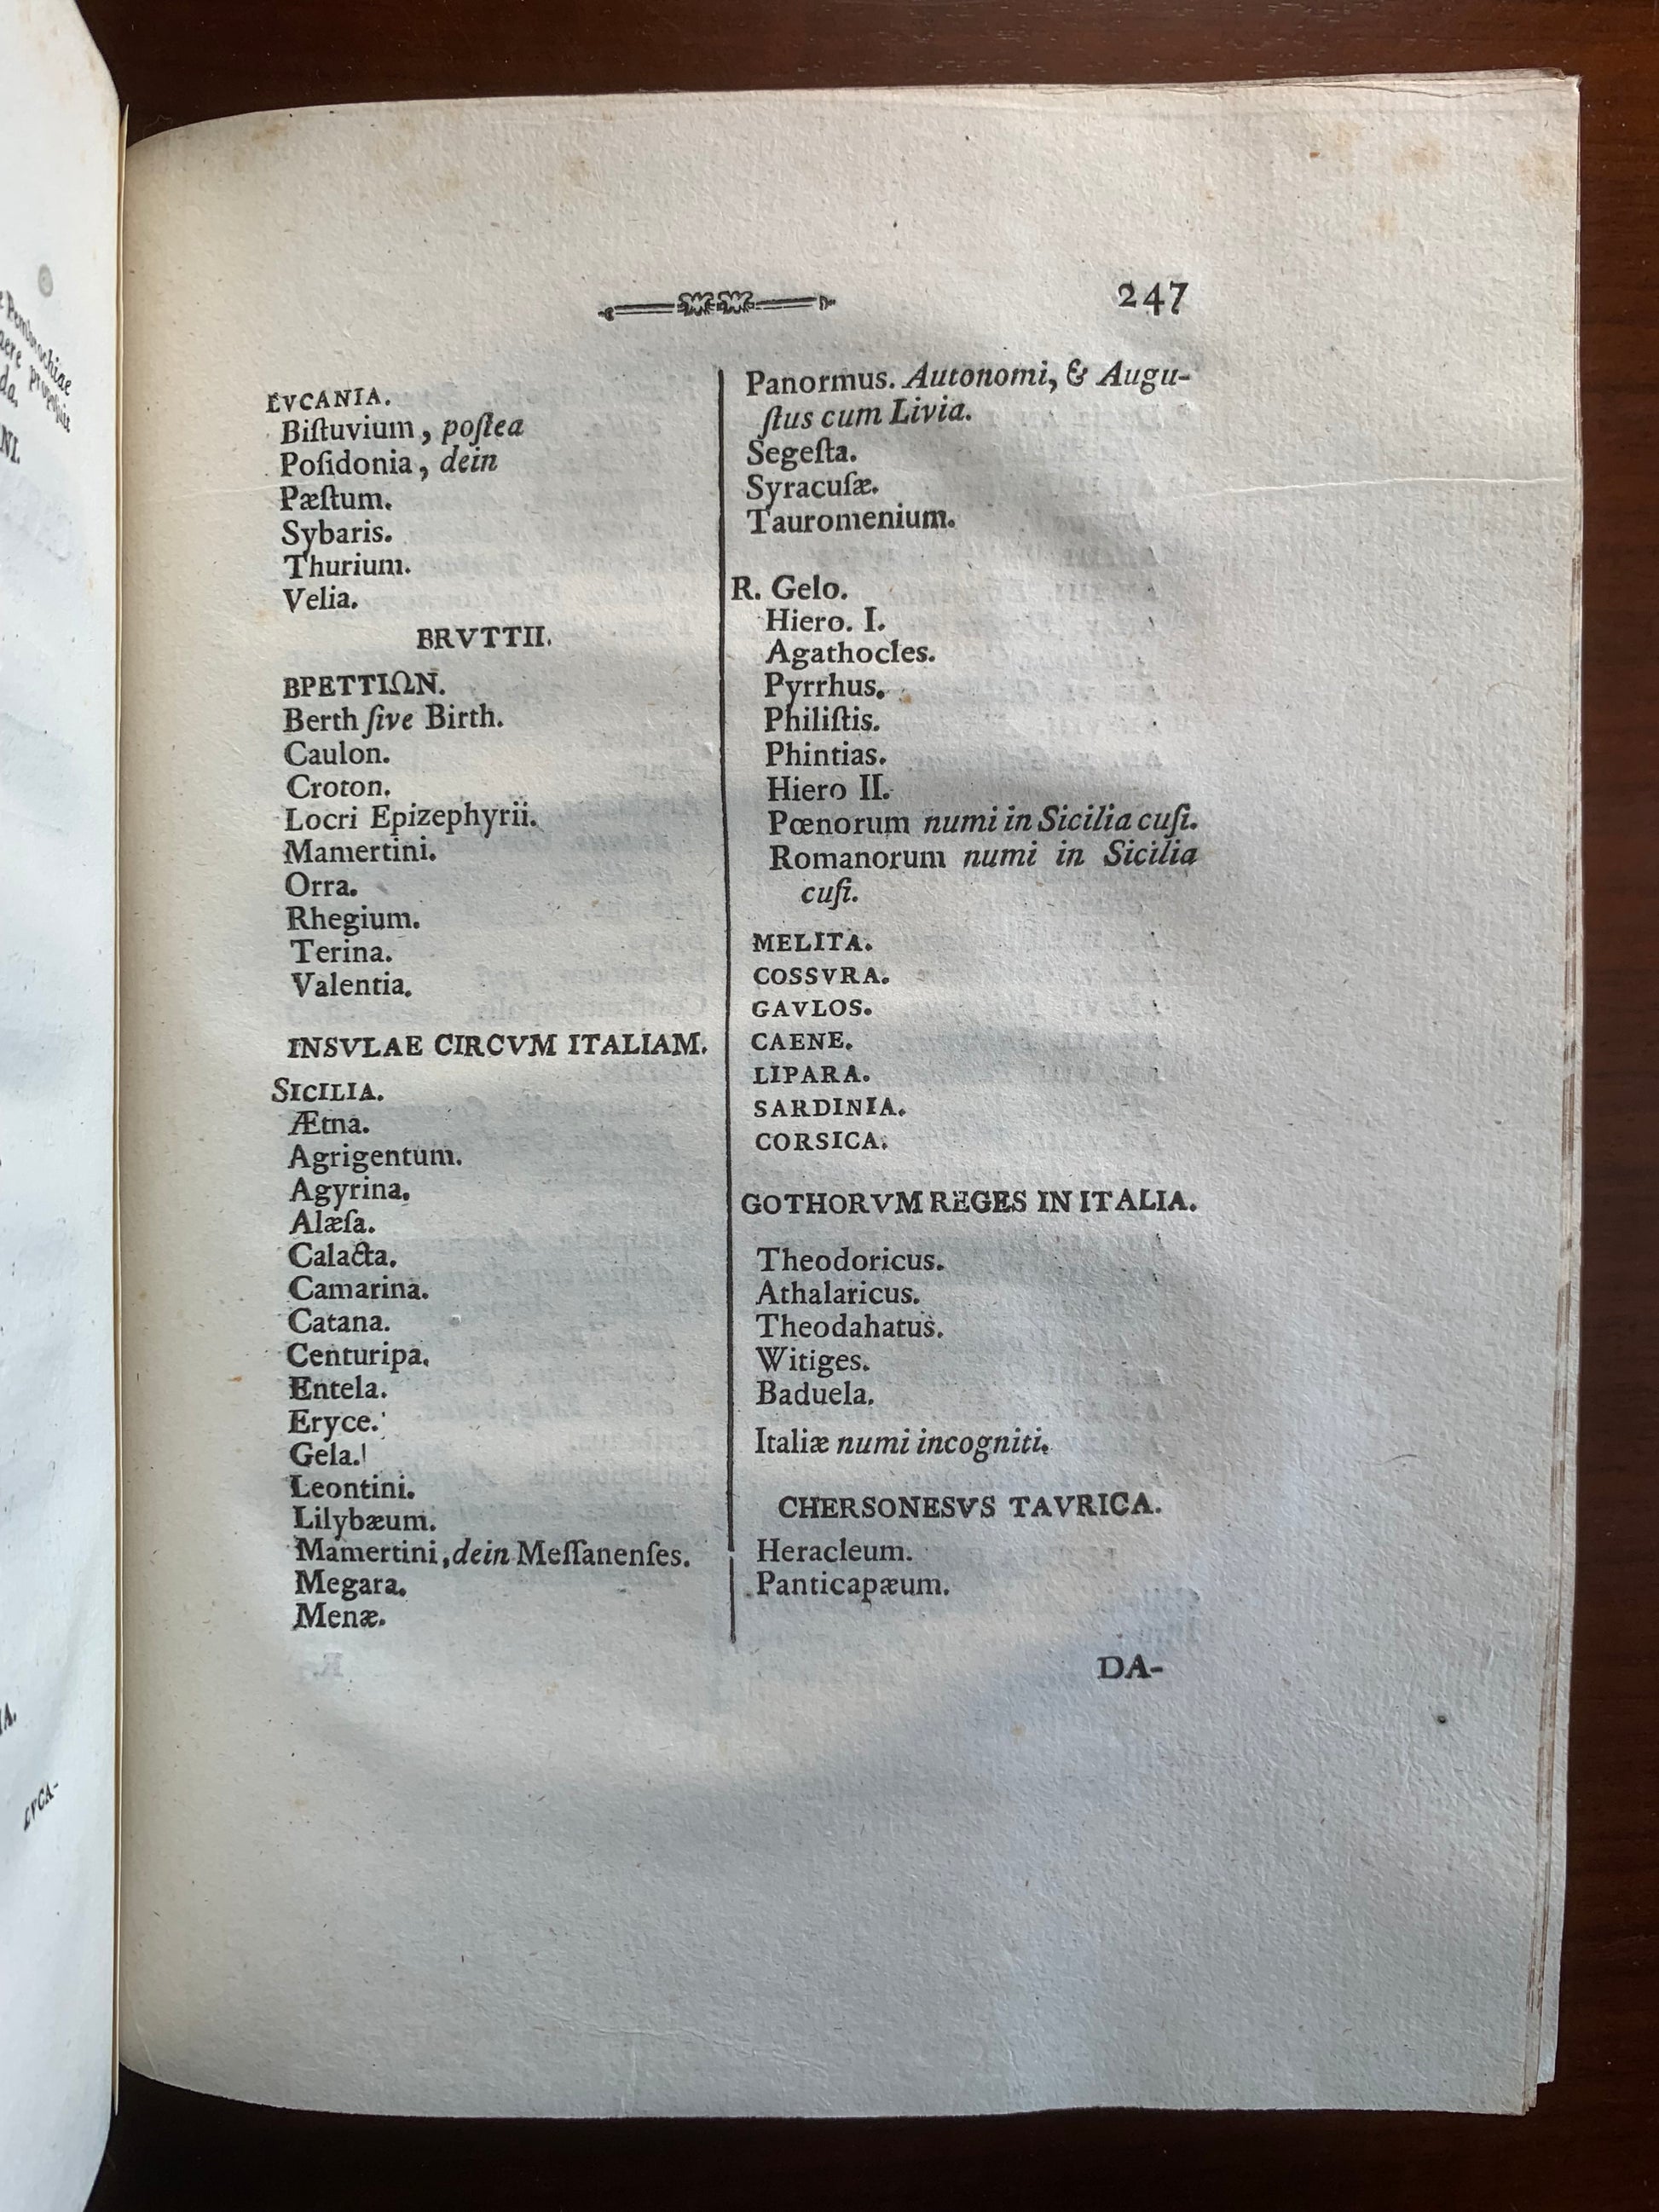 247
LVCANIA.
Biſtuvium, poſtea
Poſidonia, dein
Pæſtum.
Sybaris.
Thurium.
Velia.
BRVTTII.
ΒΡΕΤΤΙΩΝ.
Berth ſive Birth.
Caulon.
Croton.
Locri Epizephyrii.
Mamertini.
Orra.
Rhegium.
Terina.
Valentia.
INSVLAE CIRCVM ITALIAM.
SICILIA.
Ætna.
Agrigentum.
Agyrina.
Alæſa.
Calacta.
Camarina.
Catana.
Centuripa.
Entela.
Eryce.
Gela.
Leontini.
Lilybæum.
Mamertini, dein Meſſanenſes.
Megara.
Menæ.
Panormus. Autonomi, & Augu-
ſtus cum Livia.
Segeſta.
Syracuſæ.
Tauromenium.
R. Gelo.
Hiero. I.
Agathocles.
Pyrrhus.
Philiſtis.
Phintias.
Hiero II.
Pœnorum numi in Sicilia cuſi.
Romanorum numi in Sicilia
cuſi.
MELITA.
COSSVRA.
GAVLOS.
CAENE.
LIPARA.
SARDINIA.
CORSICA.
GOTHORVM REGES IN ITALIA.
Theodoricus.
Athalaricus.
Theodahatus.
Witiges.
Baduela.
Italiæ numi incogniti.
CHERSONESVS TAVRICA.
Heracleum.
Panticapæum.
DA-
LVCA-